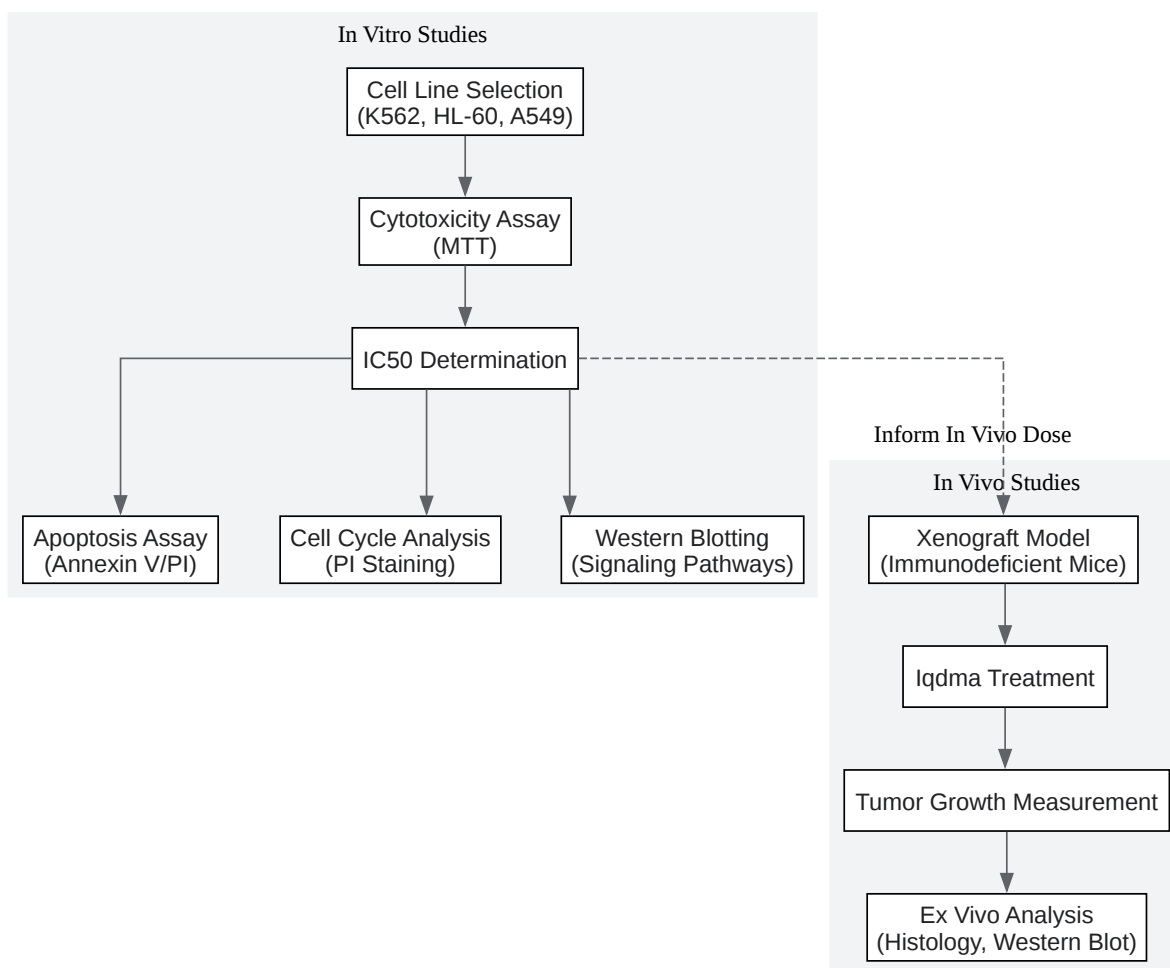 In Vitro Studies
Cell Line Selection
(K562, HL-60, A549)
Cytotoxicity Assay
(MTT)
IC50 Determination
Apoptosis Assay
(Annexin V/PI)
Cell Cycle Analysis
(PI Staining)
Western Blotting
(Signaling Pathways)
Inform In Vivo Dose
In Vivo Studies
Xenograft Model
(Immunodeficient Mice)
Iqdma Treatment
Tumor Growth Measurement
Ex Vivo Analysis
(Histology, Western Blot)